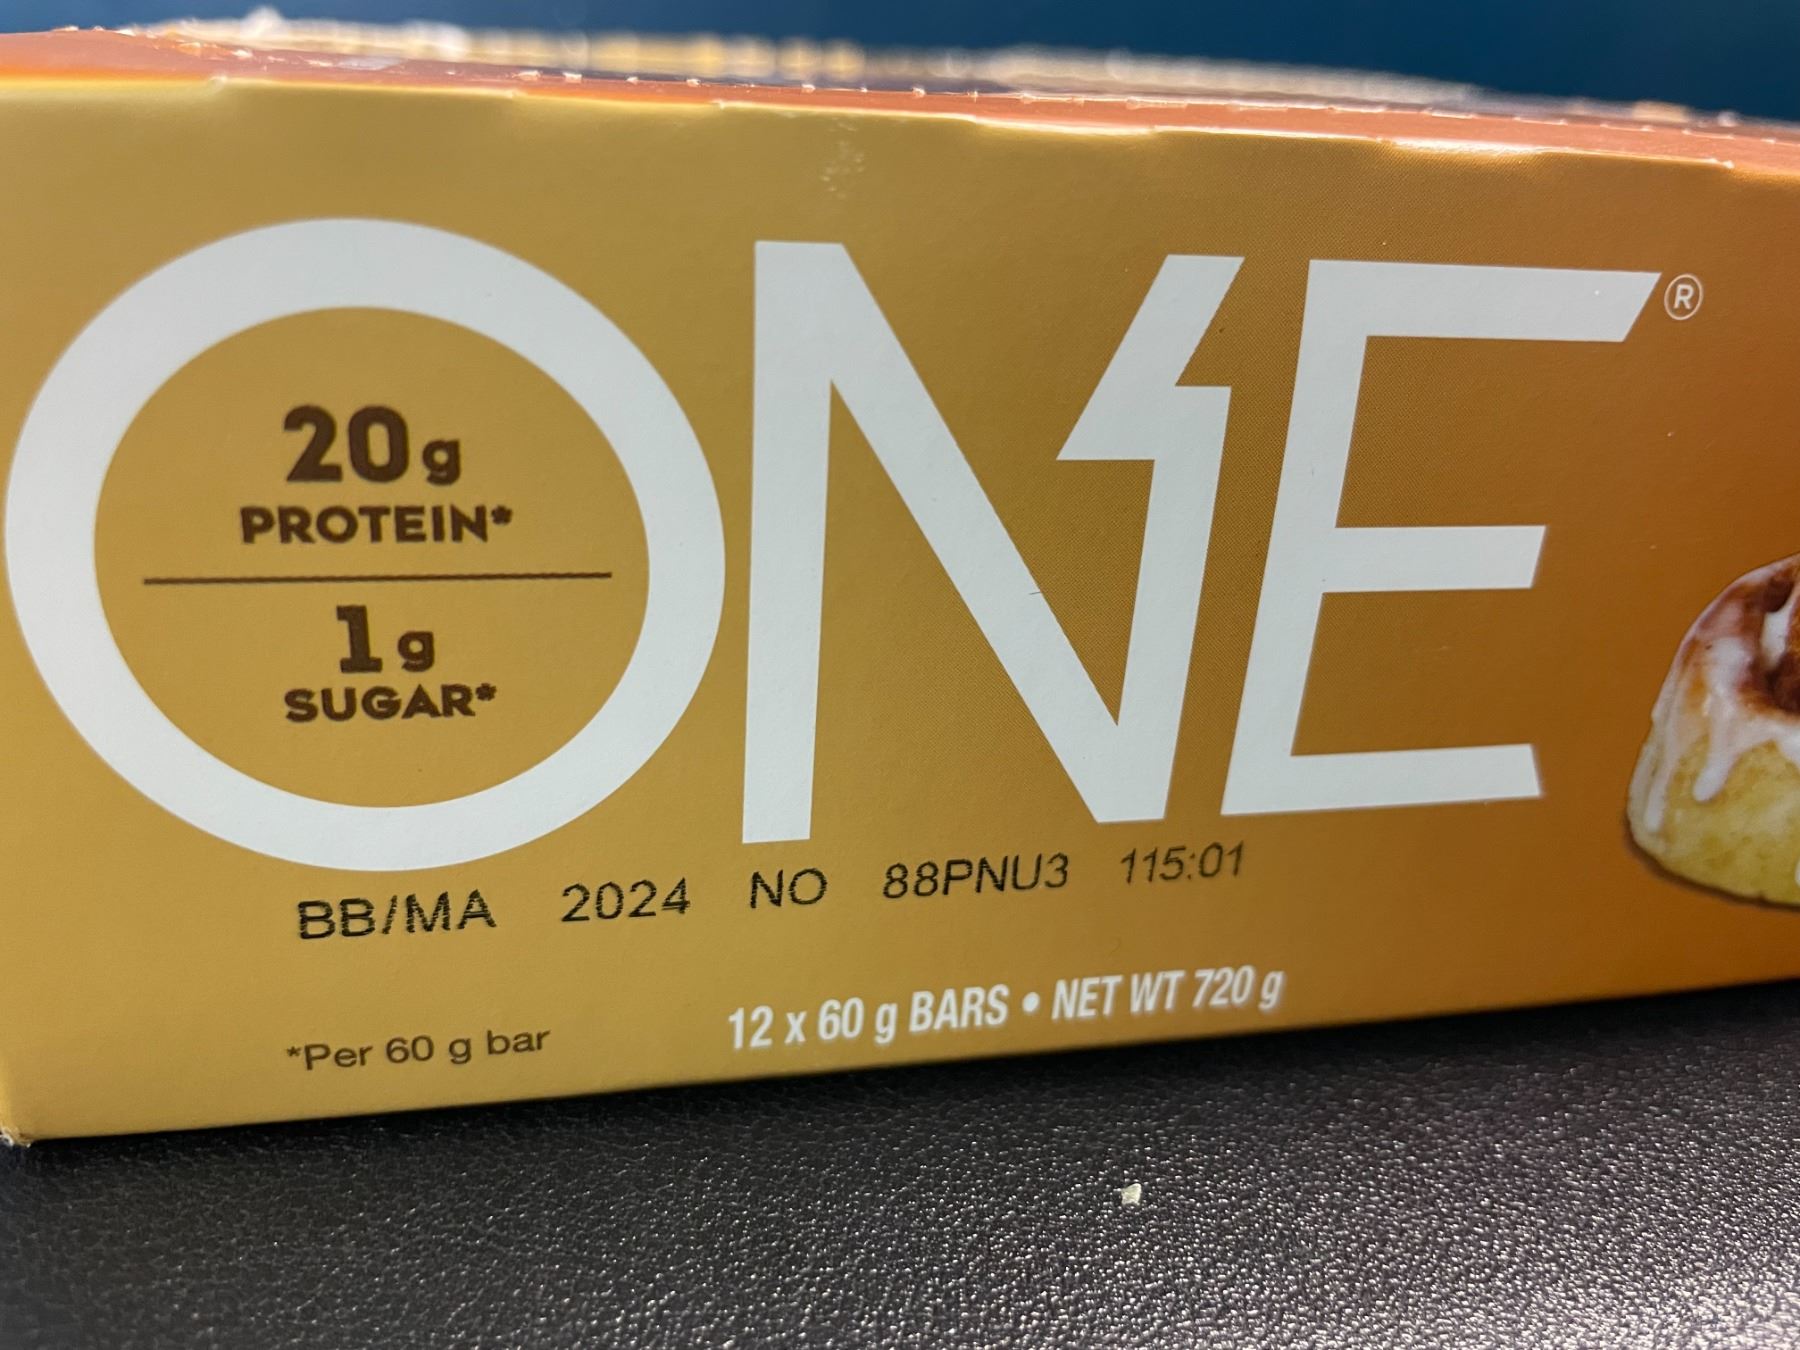 ONE®
20g
PROTEIN*
1g
SUGAR*
BB/MA 2024 NO 88PNU3 115:01
*Per 60 g bar
12 x 60 g BARS • NET WT 720 g